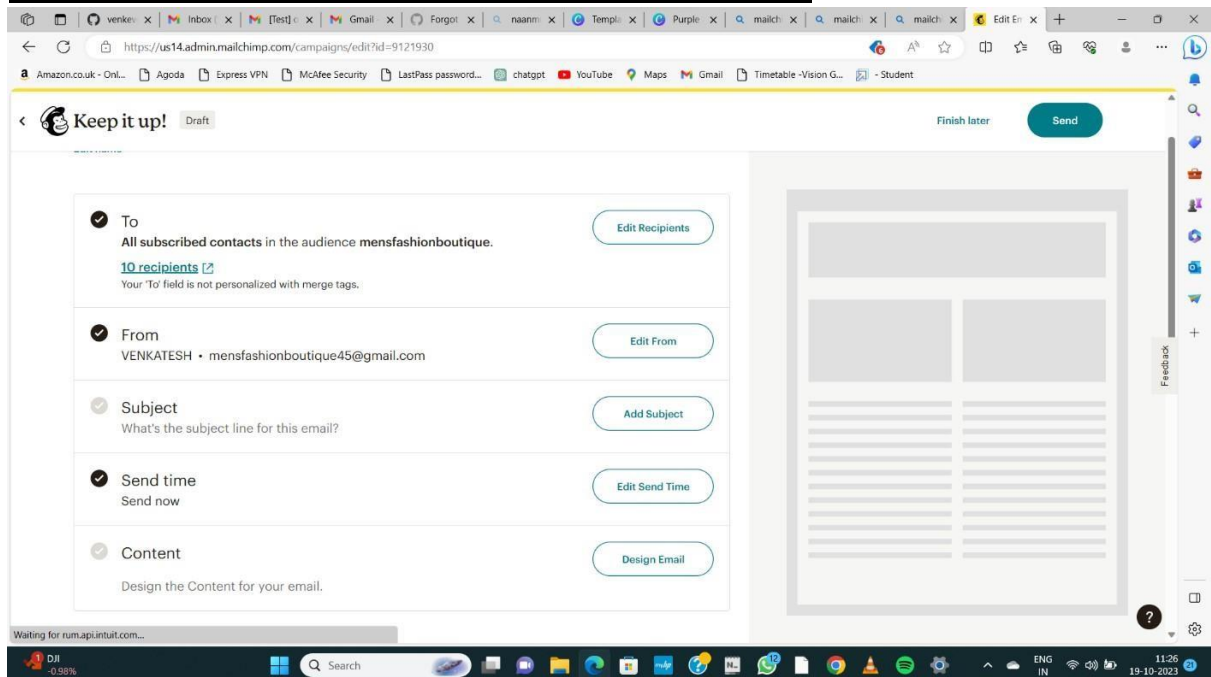 venkev
Inbox (
[Test] c
Gmail
Forgot
naanm
Templa
Purple
mailch
mailch
mailch
Edit En
https://us14.admin.mailchimp.com/campaigns/edit?id=9121930
Amazon.co.uk - Onl...
Agoda
Express VPN
McAfee Security
LastPass password...
chatgpt
YouTube
Maps
Gmail
Timetable -Vision G...
- Student
Keep it up!
Draft
Finish later
Send
To
All subscribed contacts in the audience mensfashionboutique.
Edit Recipients
10 recipients
Your 'To' field is not personalized with merge tags.
From
VENKATESH • mensfashionboutique45@gmail.com
Edit From
Subject
What's the subject line for this email?
Add Subject
Send time
Send now
Edit Send Time
Content
Design the Content for your email.
Design Email
Feedback
?
Waiting for rum.api.intuit.com...
DJI
-0.98%
Search
ENG
IN
11:26
19-10-2023